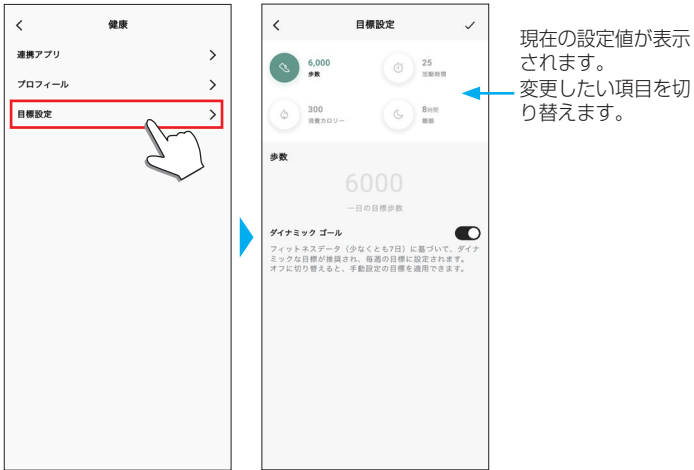 健康
連携アプリ
プロフィール
目標設定
目標設定
6,000
歩数
25
活動時間
300
消費カロリー
8時間
睡眠
歩数
6000
一日の目標歩数
ダイナミック ゴール
フィットネスデータ（少なくとも7日）に基づいて、ダイナ
ミックな目標が推奨され、毎週の目標に設定されます。
オフに切り替えると、手動設定の目標を適用できます。
現在の設定値が表示
されます。
変更したい項目を切
り替えます。